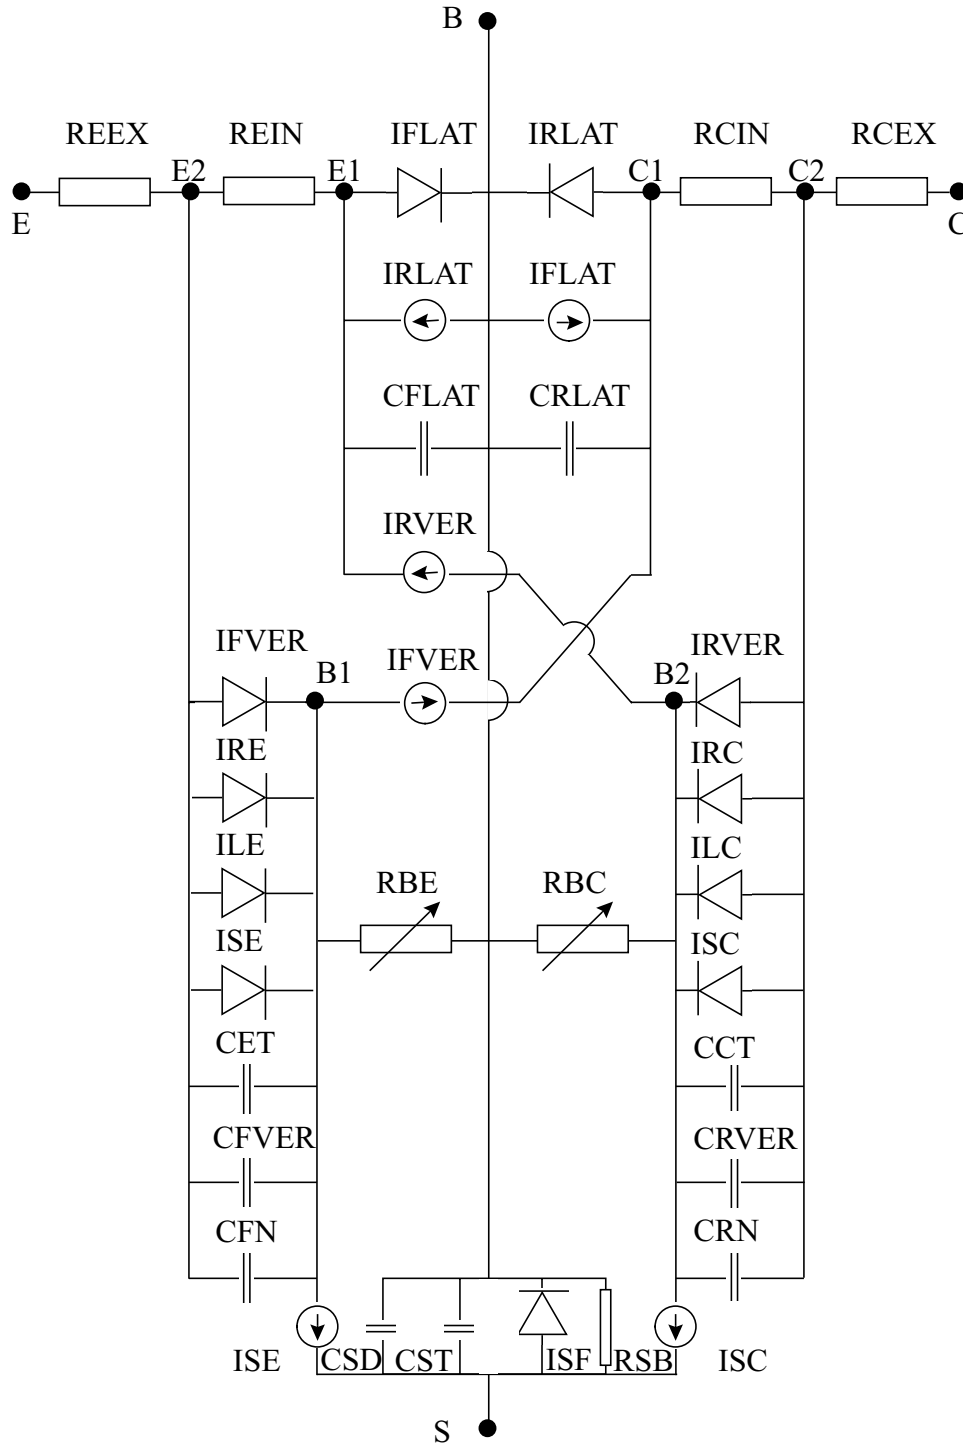 B
REEX REIN IFLAT IRLAT RCIN RCEX
E2 E1 C1 C2
E C
IRLAT IFLAT
CFLAT CRLAT
IRVER
IFVER IFVER IRVER
B1 B2
IRE IRC
ILE ILC
RBE RBC
ISE ISC
CET CCT
CFVER CRVER
CFN CRN
ISE CSD CST ISF RSB ISC
S